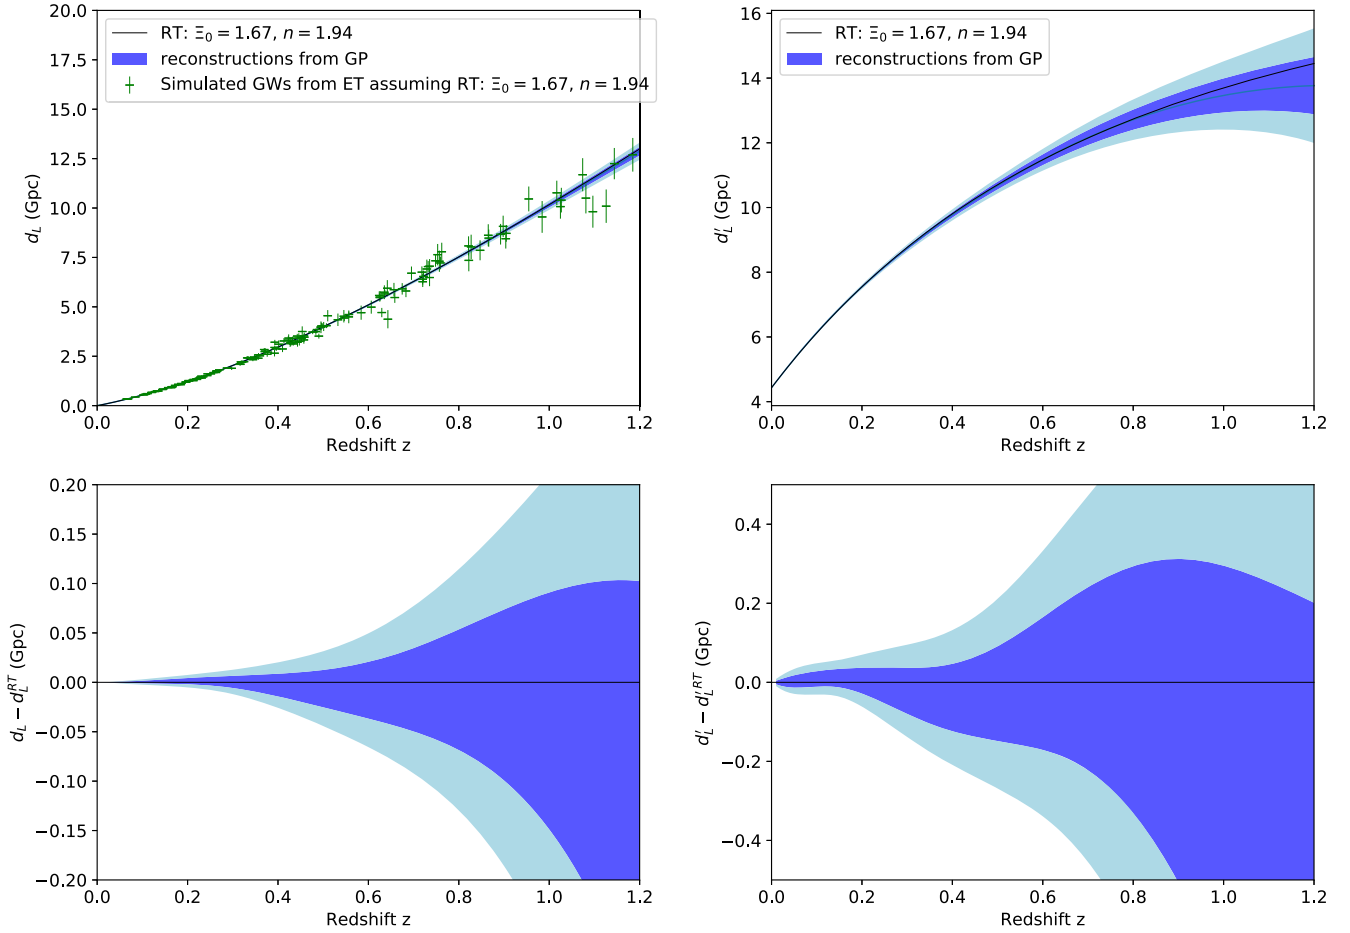 20.0
17.5
15.0
12.5
10.0
7.5
5.0
2.5
0.0
d_L (Gpc)
RT: Ξ₀ = 1.67, n = 1.94
reconstructions from GP
Simulated GWs from ET assuming RT: Ξ₀ = 1.67, n = 1.94
0.0 0.2 0.4 0.6 0.8 1.0 1.2
Redshift z
16
14
12
10
8
6
4
d′_L (Gpc)
RT: Ξ₀ = 1.67, n = 1.94
reconstructions from GP
0.0 0.2 0.4 0.6 0.8 1.0 1.2
Redshift z
0.20
0.15
0.10
0.05
0.00
−0.05
−0.10
−0.15
−0.20
d_L − d_L^{RT} (Gpc)
0.0 0.2 0.4 0.6 0.8 1.0 1.2
Redshift z
0.4
0.2
0.0
−0.2
−0.4
d′_L − d′_L^{RT} (Gpc)
0.0 0.2 0.4 0.6 0.8 1.0 1.2
Redshift z